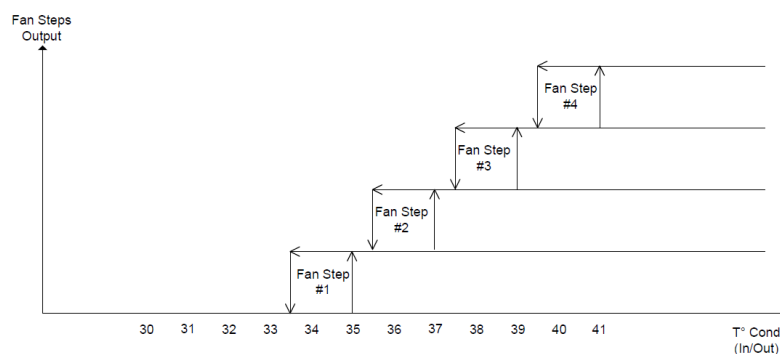 Fan Steps
Output
Fan Step
#4
Fan Step
#3
Fan Step
#2
Fan Step
#1
30 31 32 33 34 35 36 37 38 39 40 41
T° Cond
(In/Out)